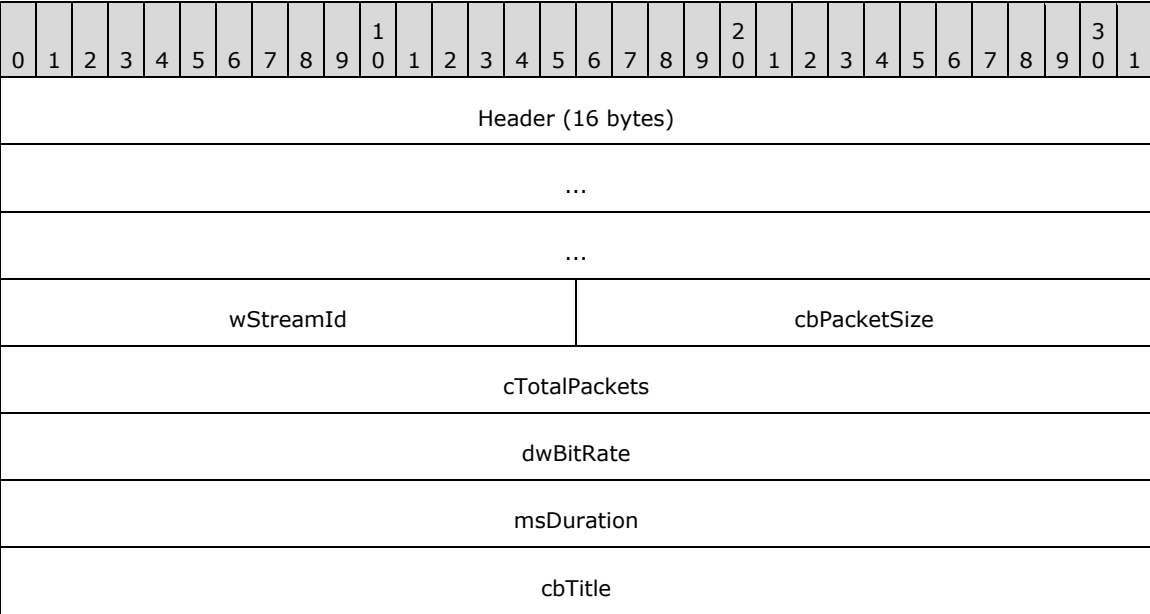 1 2 3
0 1 2 3 4 5 6 7 8 9 0 1 2 3 4 5 6 7 8 9 0 1 2 3 4 5 6 7 8 9 0 1
Header (16 bytes)
...
...
wStreamId cbPacketSize
cTotalPackets
dwBitRate
msDuration
cbTitle